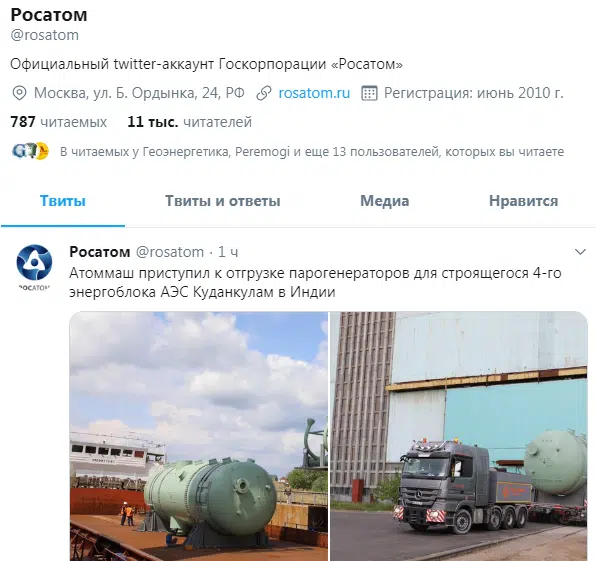 Росатом
@rosatom
Официальный twitter-аккаунт Госкорпорации «Росатом»
Москва, ул. Б. Ордынка, 24, РФ rosatom.ru Регистрация: июнь 2010 г.
787 читаемых 11 тыс. читателей
В читаемых у Геоэнергетика, Peremogi и еще 13 пользователей, которых вы читаете
Твиты Твиты и ответы Медиа Нравится
Росатом @rosatom · 1 ч
РОСАТОМ
Атоммаш приступил к отгрузке парогенераторов для строящегося 4-го
энергоблока АЭС Куданкулам в Индии